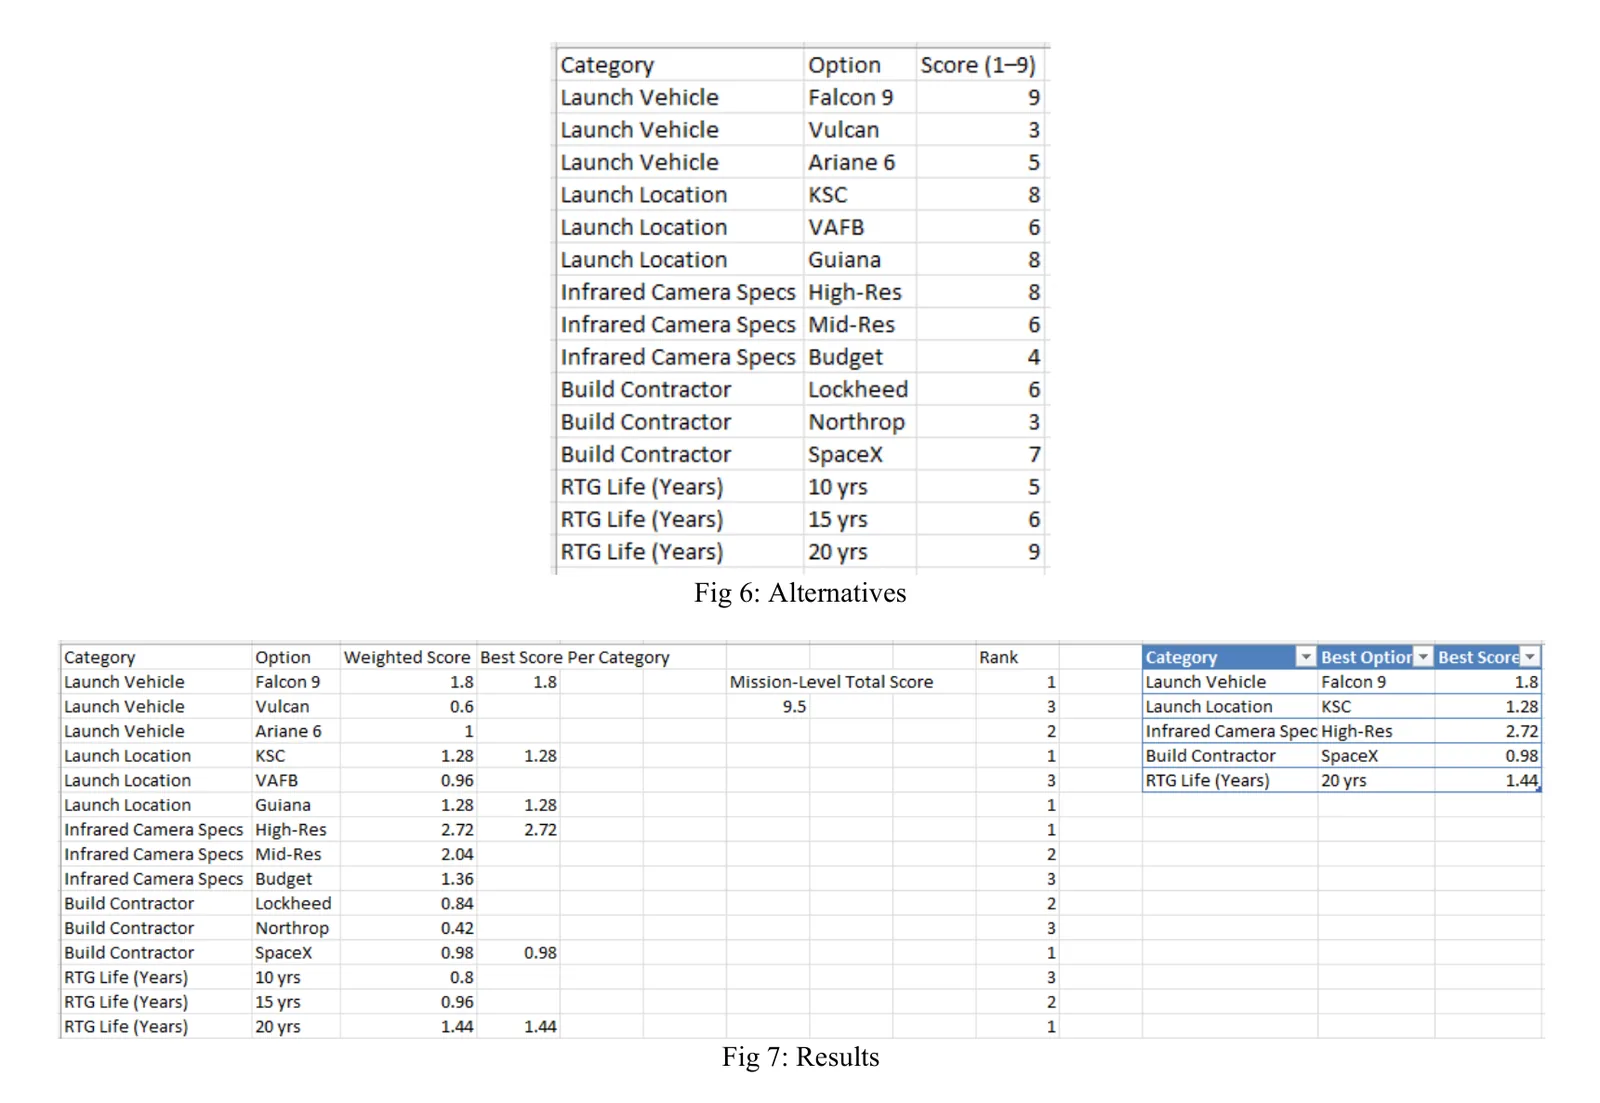 Category Option Score (1–9)
Launch Vehicle Falcon 9 9
Launch Vehicle Vulcan 3
Launch Vehicle Ariane 6 5
Launch Location KSC 8
Launch Location VAFB 6
Launch Location Guiana 8
Infrared Camera Specs High-Res 8
Infrared Camera Specs Mid-Res 6
Infrared Camera Specs Budget 4
Build Contractor Lockheed 6
Build Contractor Northrop 3
Build Contractor SpaceX 7
RTG Life (Years) 10 yrs 5
RTG Life (Years) 15 yrs 6
RTG Life (Years) 20 yrs 9
Fig 6: Alternatives
Category Option Weighted Score Best Score Per Category Rank Category Best Option Best Score
Launch Vehicle Falcon 9 1.8 1.8 Mission-Level Total Score 1 Launch Vehicle Falcon 9 1.8
Launch Vehicle Vulcan 0.6 9.5 3 Launch Location KSC 1.28
Launch Vehicle Ariane 6 1 2 Infrared Camera Spec High-Res 2.72
Launch Location KSC 1.28 1.28 1 Build Contractor SpaceX 0.98
Launch Location VAFB 0.96 3 RTG Life (Years) 20 yrs 1.44
Launch Location Guiana 1.28 1.28 1
Infrared Camera Specs High-Res 2.72 2.72 1
Infrared Camera Specs Mid-Res 2.04 2
Infrared Camera Specs Budget 1.36 3
Build Contractor Lockheed 0.84 2
Build Contractor Northrop 0.42 3
Build Contractor SpaceX 0.98 0.98 1
RTG Life (Years) 10 yrs 0.8 3
RTG Life (Years) 15 yrs 0.96 2
RTG Life (Years) 20 yrs 1.44 1.44 1
Fig 7: Results